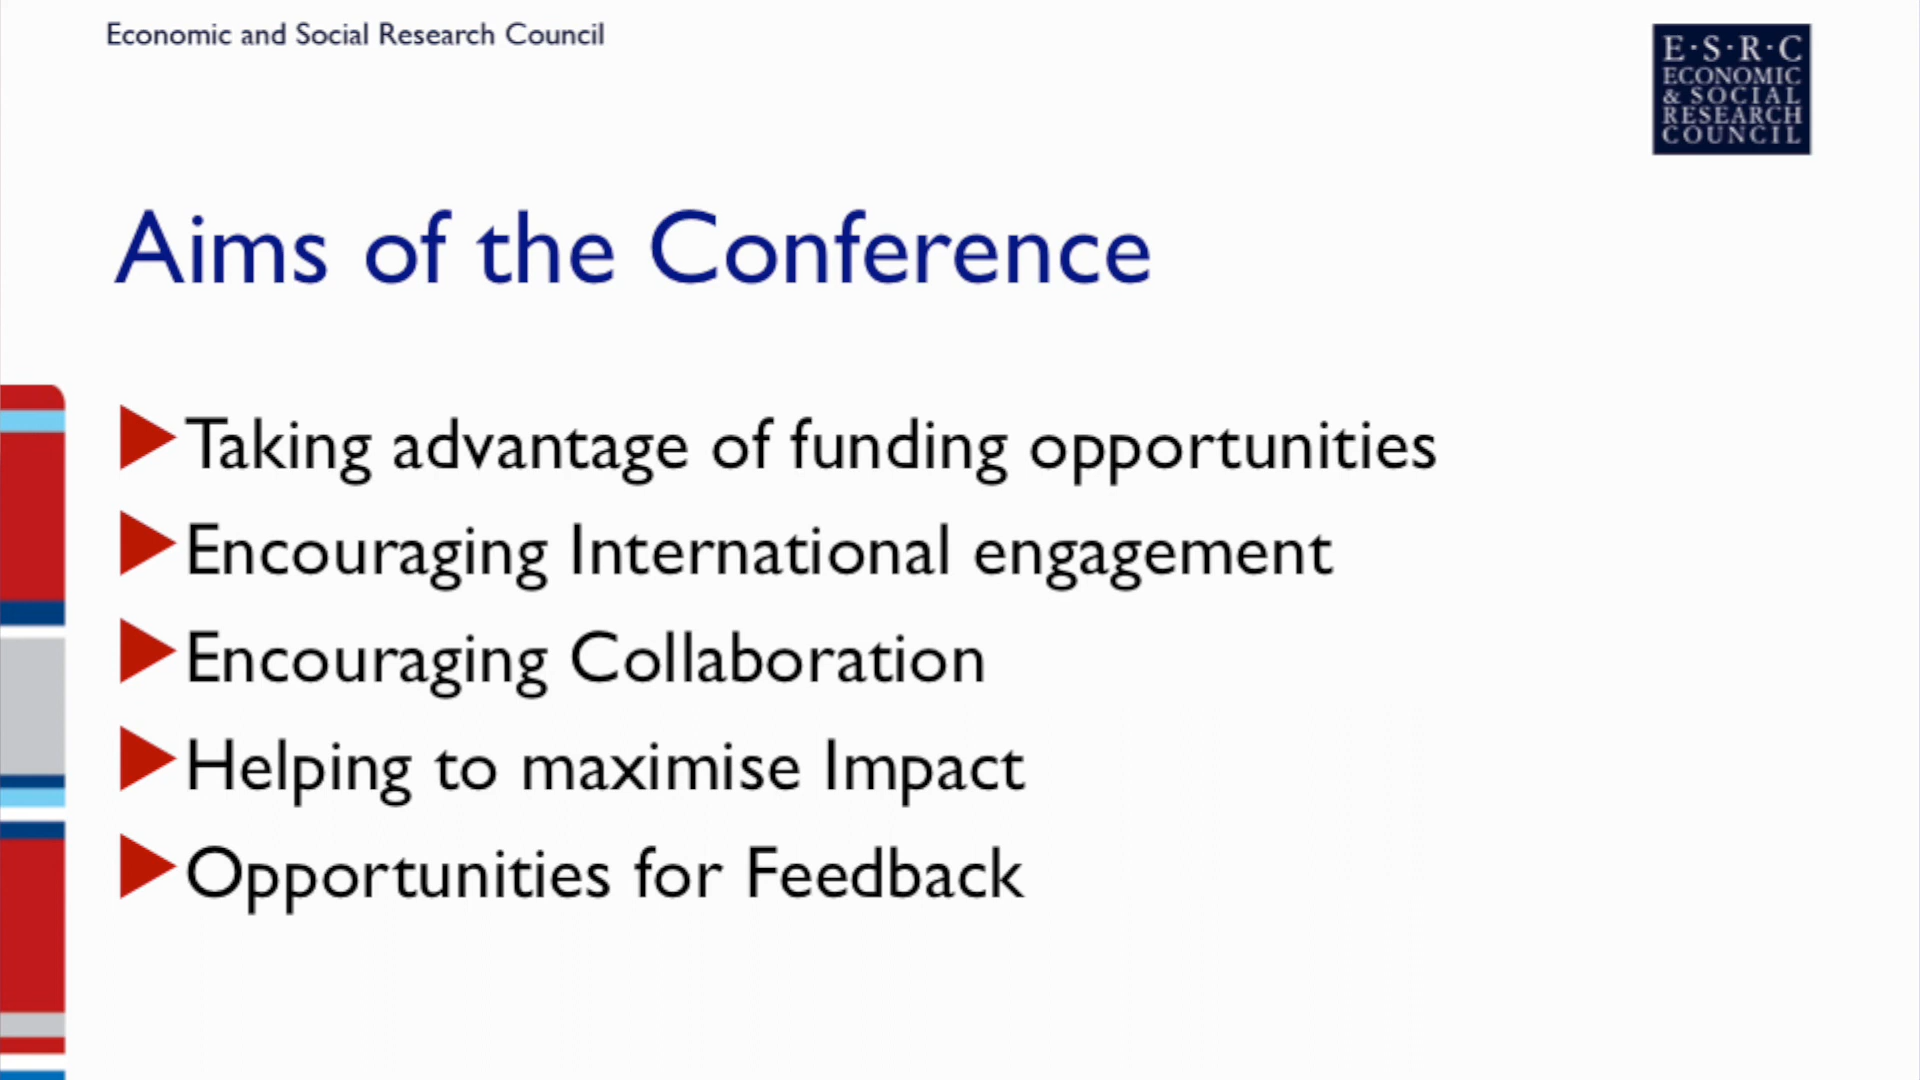 Economic and Social Research Council
E·S·R·C
ECONOMIC
& SOCIAL
RESEARCH
COUNCIL
Aims of the Conference
Taking advantage of funding opportunities
Encouraging International engagement
Encouraging Collaboration
Helping to maximise Impact
Opportunities for Feedback